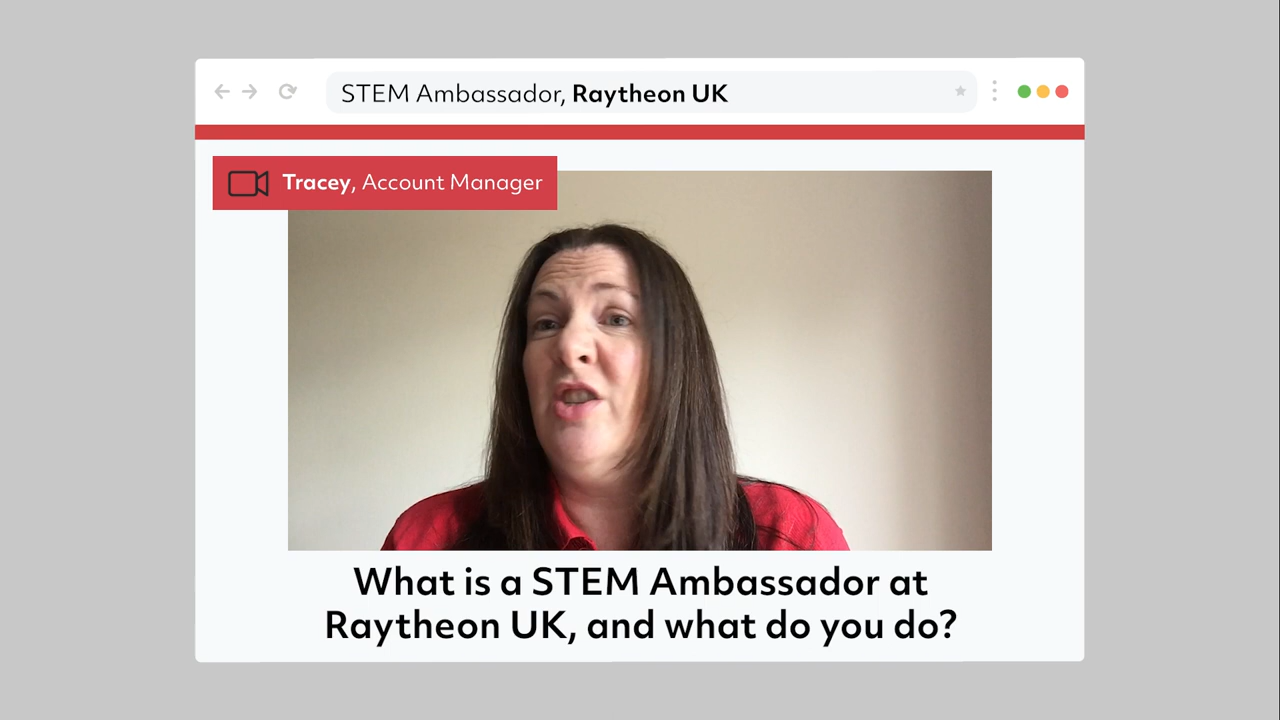 STEM Ambassador, Raytheon UK
Tracey, Account Manager
What is a STEM Ambassador at
Raytheon UK, and what do you do?